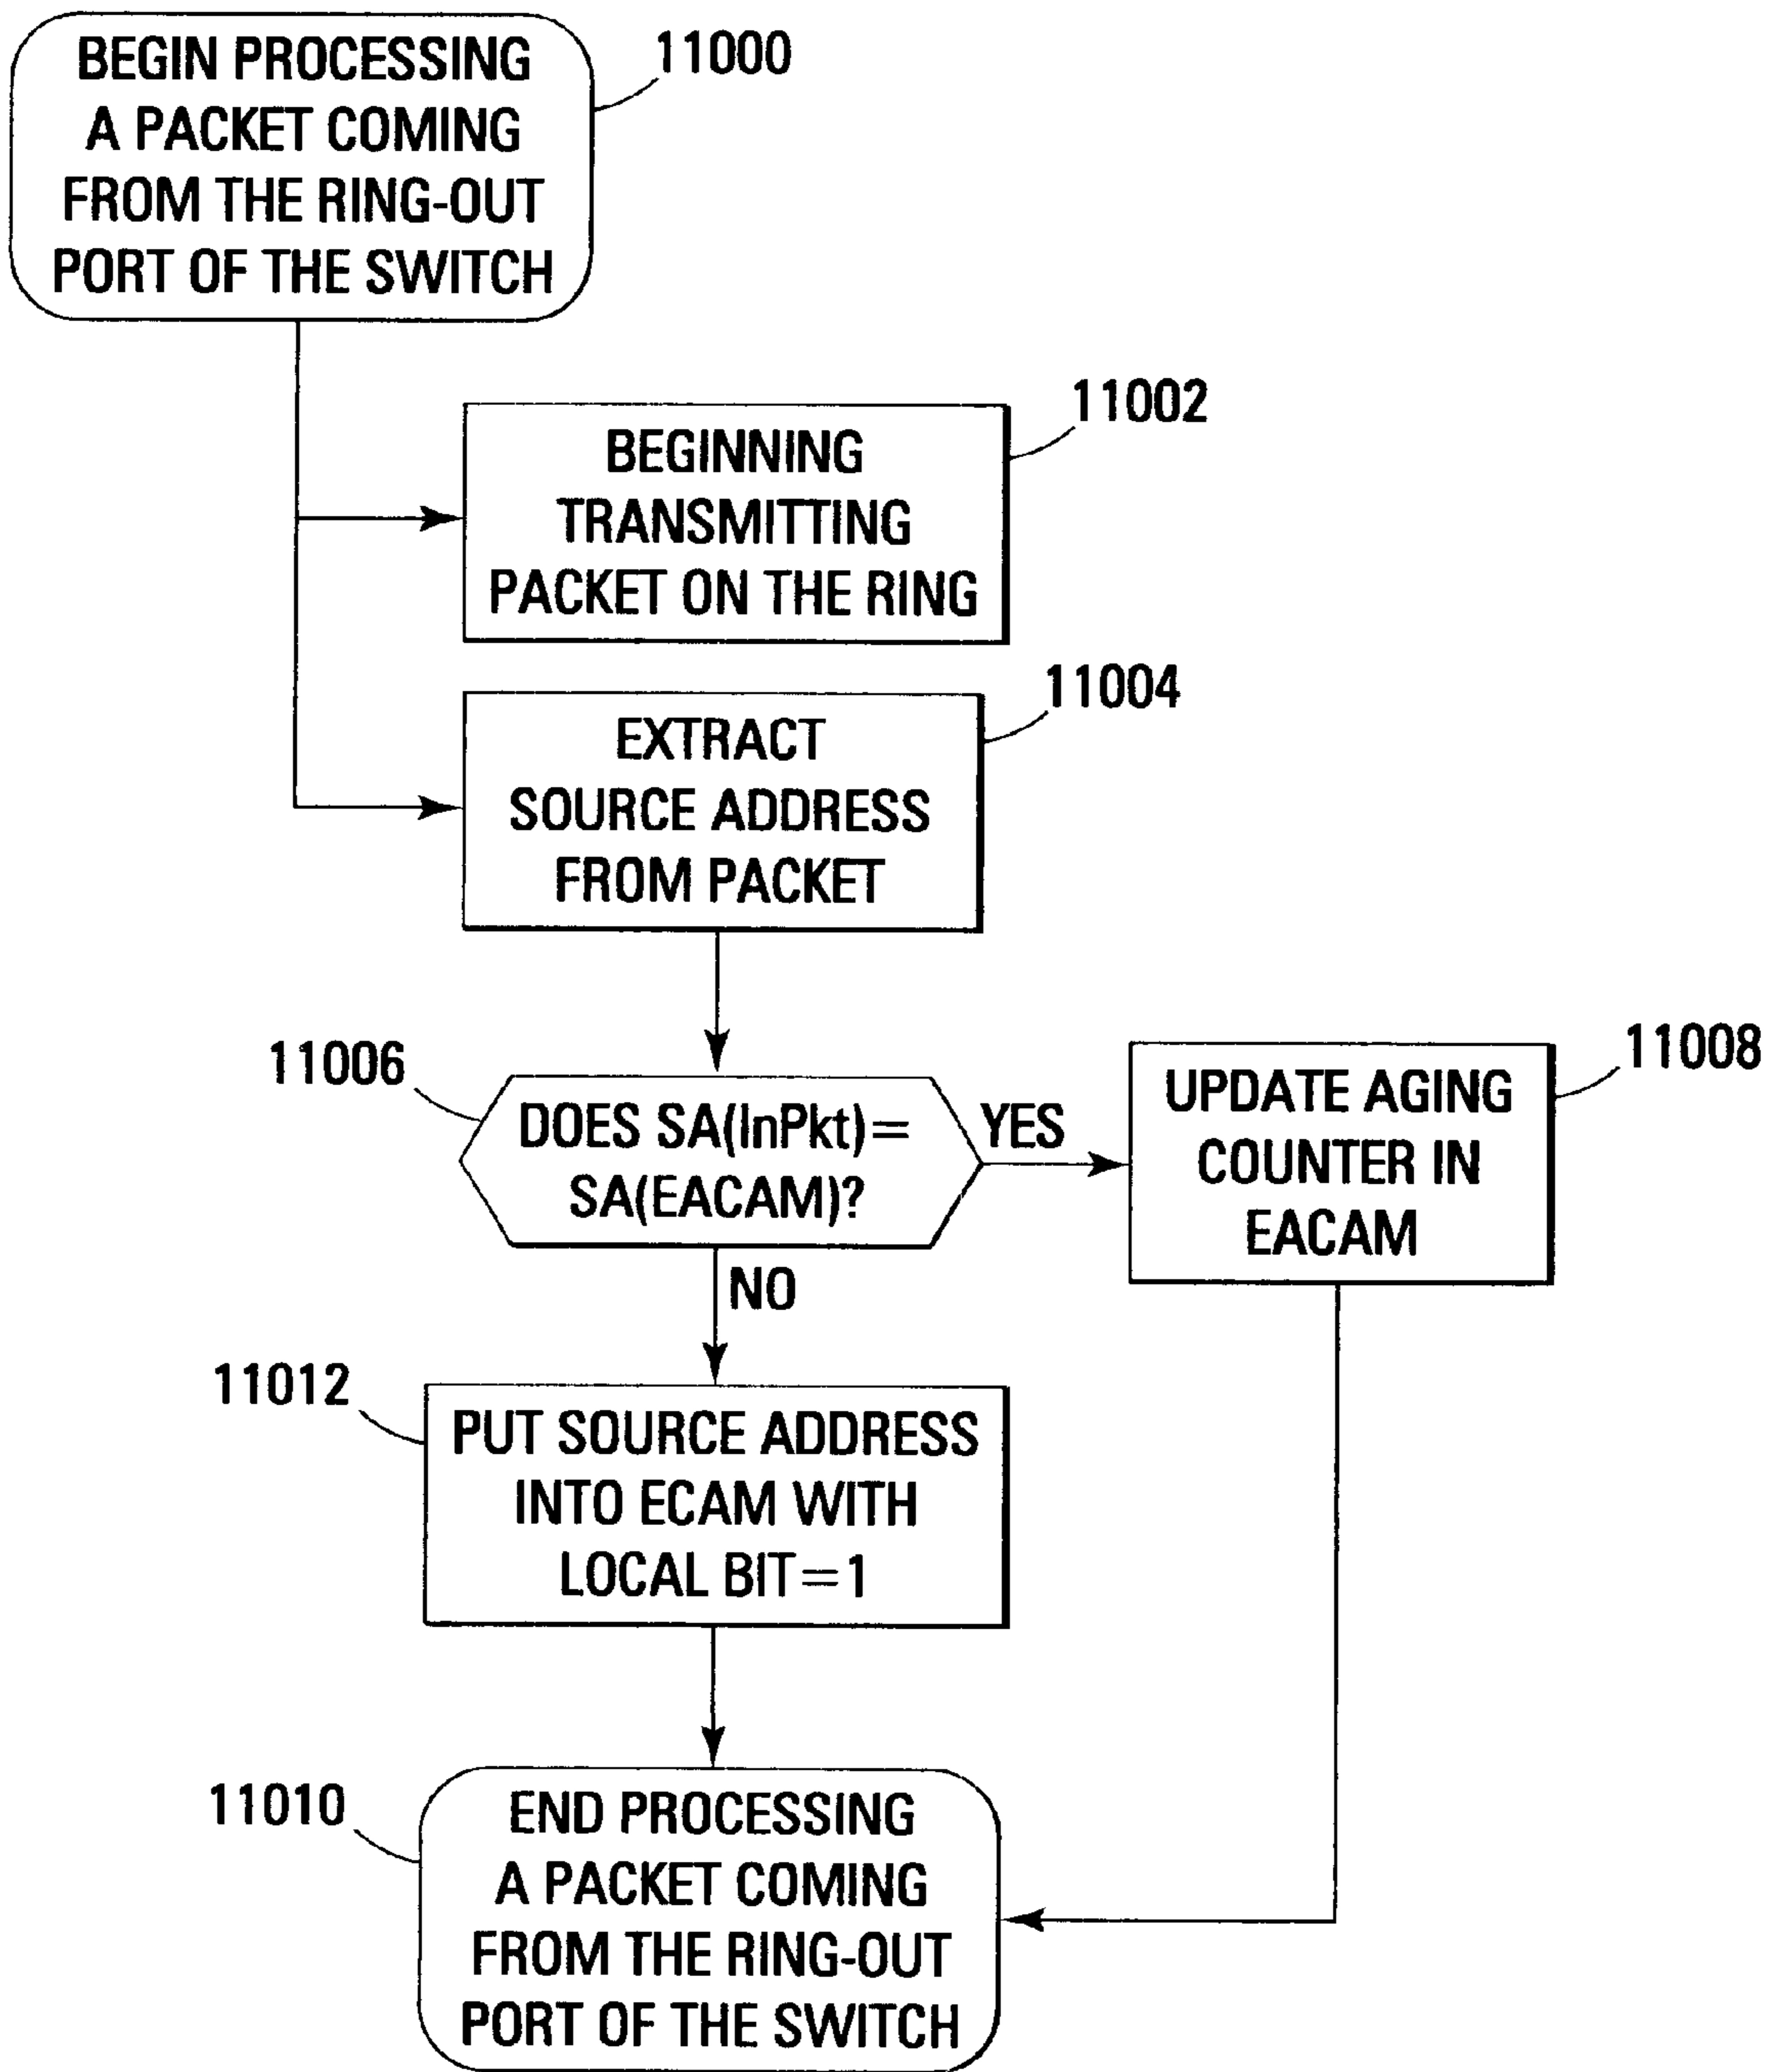 BEGIN PROCESSING
A PACKET COMING
FROM THE RING-OUT
PORT OF THE SWITCH
11000
11002
BEGINNING
TRANSMITTING
PACKET ON THE RING
11004
EXTRACT
SOURCE ADDRESS
FROM PACKET
11006
DOES SA(InPkt)=
SA(EACAM)?
YES
11008
UPDATE AGING
COUNTER IN
EACAM
NO
11012
PUT SOURCE ADDRESS
INTO ECAM WITH
LOCAL BIT=1
11010
END PROCESSING
A PACKET COMING
FROM THE RING-OUT
PORT OF THE SWITCH